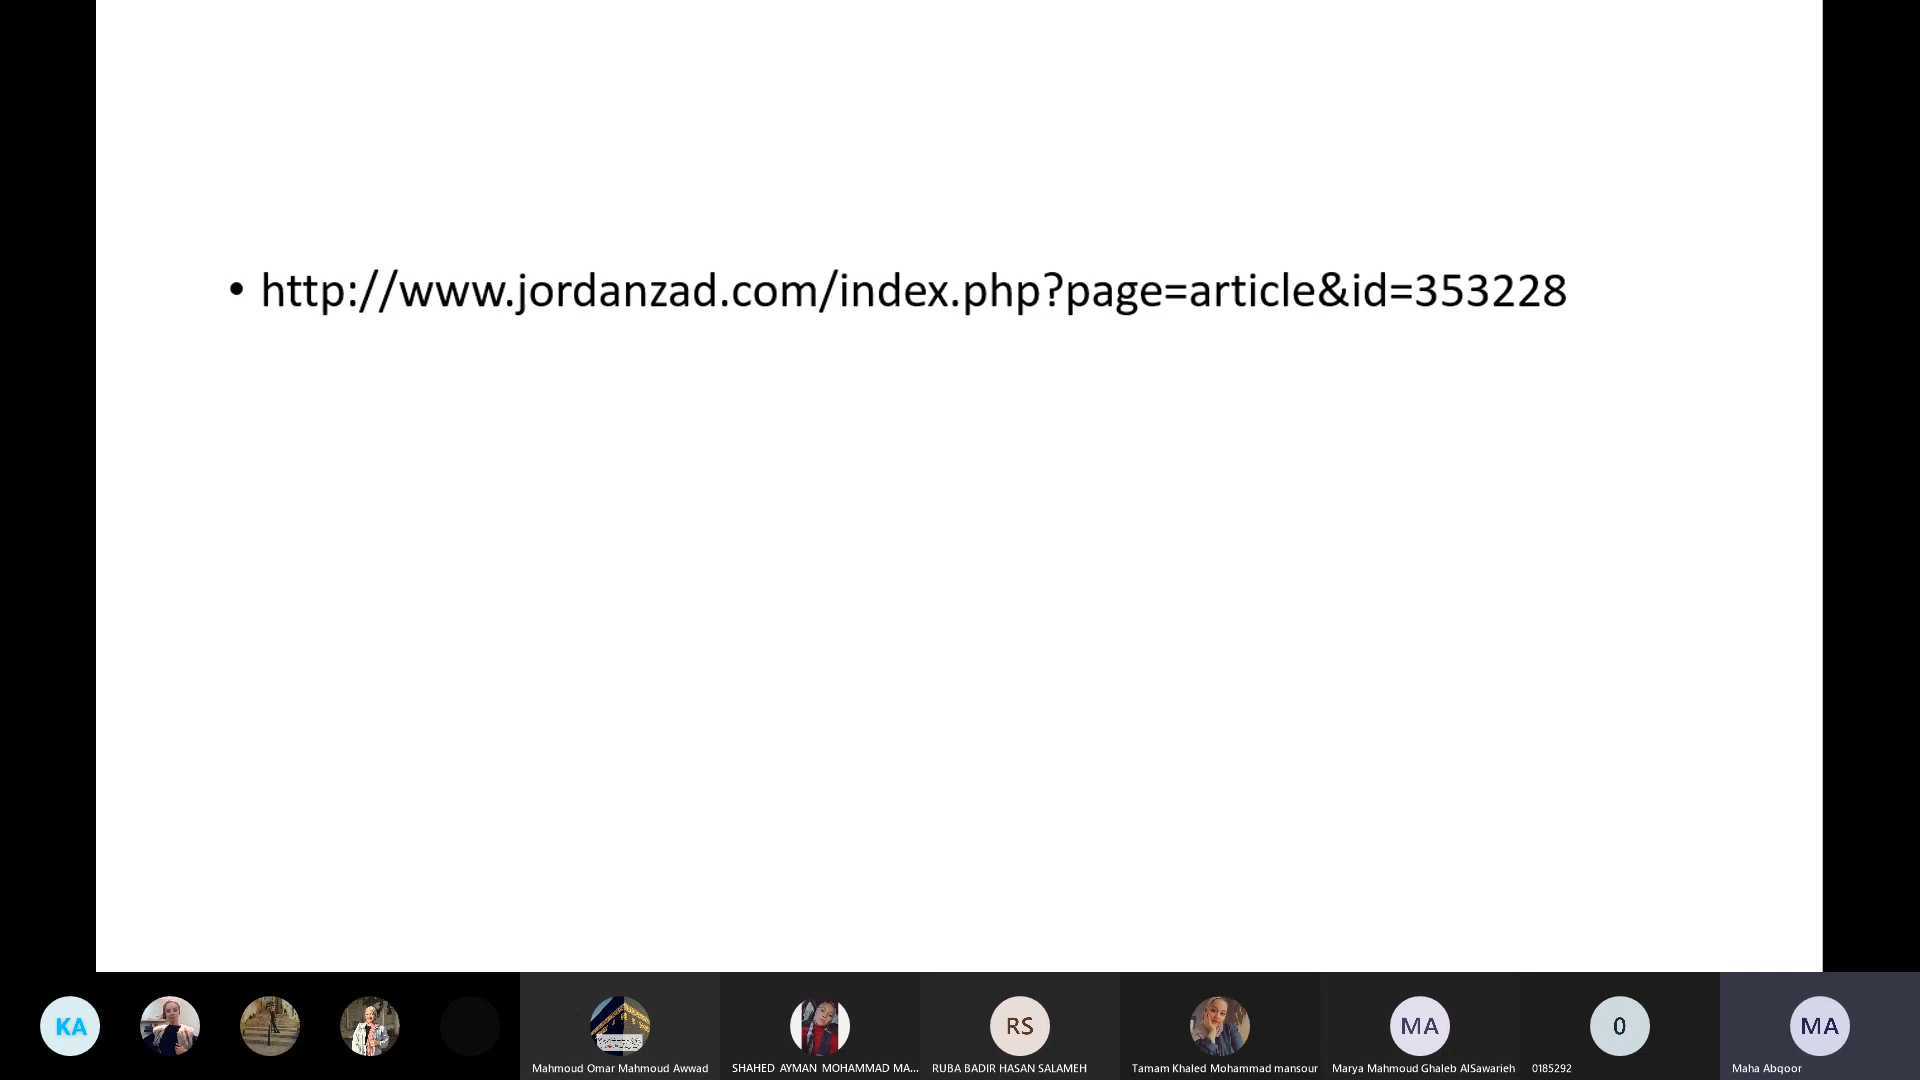 • http://www.jordanzad.com/index.php?page=article&id=353228
KA
RS
MA
0
MA
Mahmoud Omar Mahmoud Awwad
SHAHED AYMAN MOHAMMAD MA...
RUBA BADIR HASAN SALAMEH
Tamam Khaled Mohammad mansour
Marya Mahmoud Ghaleb AlSawarieh
0185292
Maha Abqoor